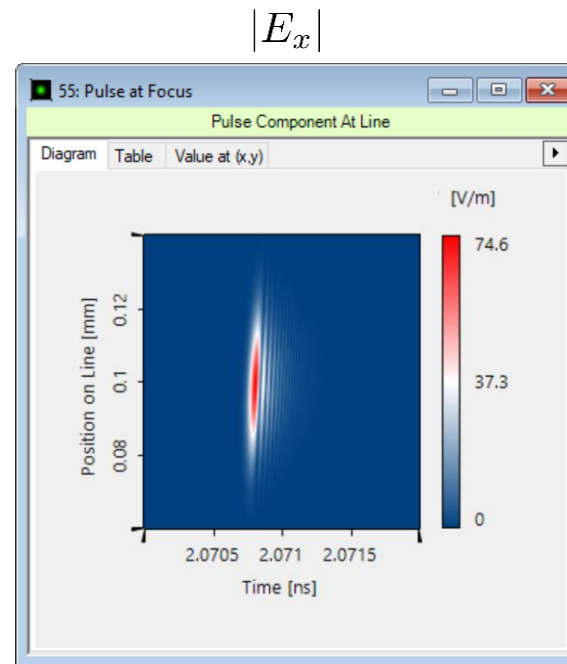 |E_x|
55: Pulse at Focus
Pulse Component At Line
Diagram Table Value at (x,y)
[V/m]
74.6
37.3
0
Position on Line [mm]
0.12
0.1
0.08
2.0705 2.071 2.0715
Time [ns]